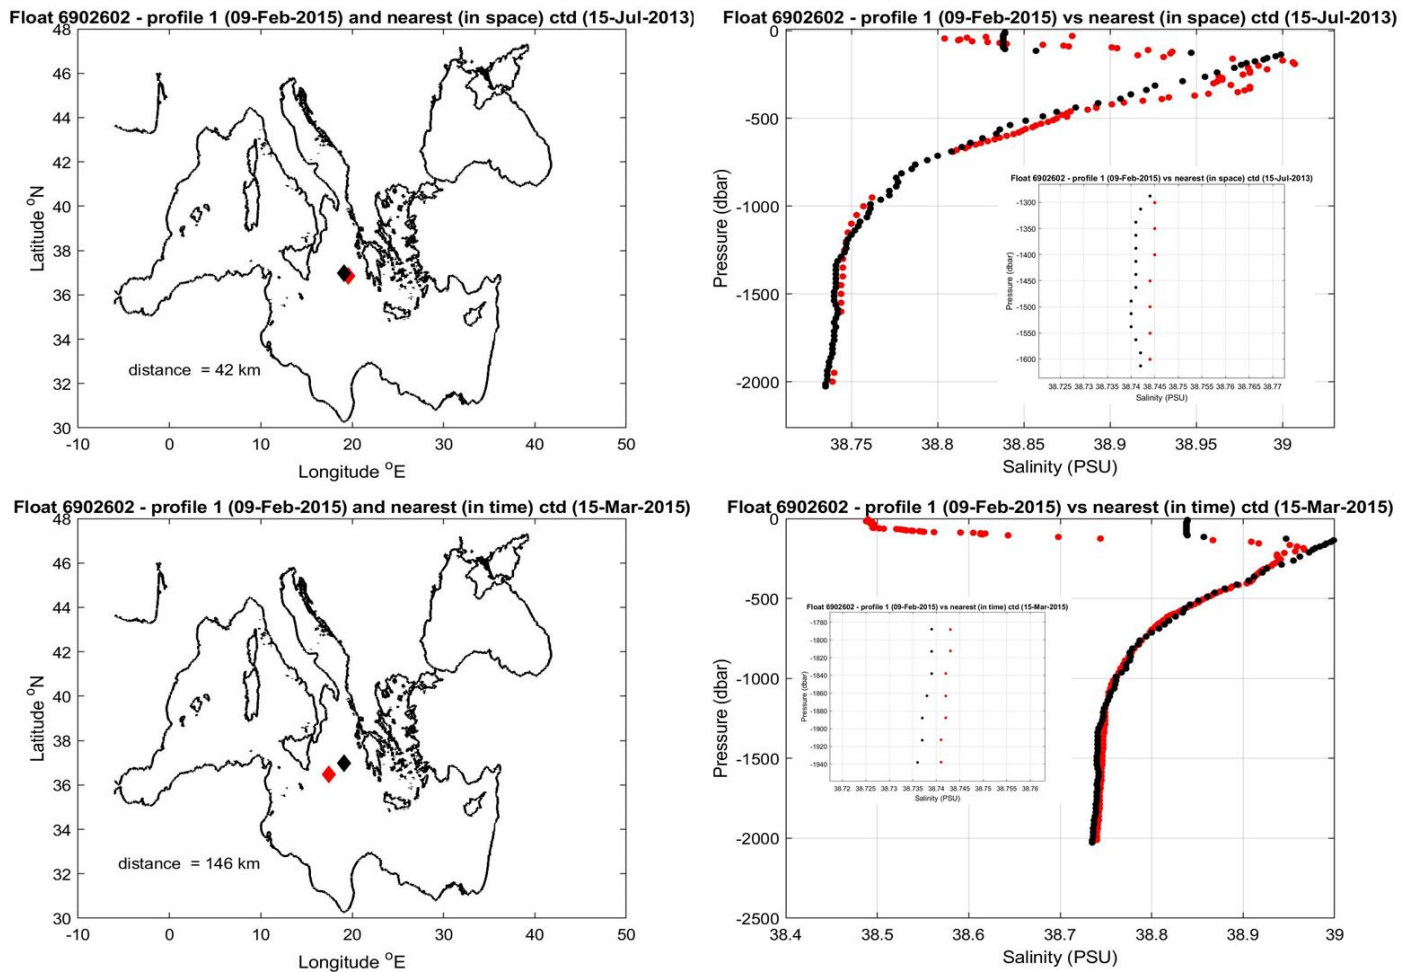 Float 6902602 - profile 1 (09-Feb-2015) and nearest (in space) ctd (15-Jul-2013)
48
46
44
42
40
38
36
34
32
30
Latitude °N
distance = 42 km
-10 0 10 20 30 40 50
Longitude °E
Float 6902602 - profile 1 (09-Feb-2015) vs nearest (in space) ctd (15-Jul-2013)
0
-500
-1000
-1500
-2000
Pressure (dbar)
Float 6902602 - profile 1 (09-Feb-2015) vs nearest (in space) ctd (15-Jul-2013)
-1300
-1350
-1400
-1450
-1500
-1550
-1600
Pressure (dbar)
38.725 38.73 38.735 38.74 38.745 38.75 38.755 38.76 38.765 38.77
Salinity (PSU)
38.75 38.8 38.85 38.9 38.95 39
Salinity (PSU)
Float 6902602 - profile 1 (09-Feb-2015) and nearest (in time) ctd (15-Mar-2015)
48
46
44
42
40
38
36
34
32
30
Latitude °N
distance = 146 km
-10 0 10 20 30 40 50
Longitude °E
Float 6902602 - profile 1 (09-Feb-2015) vs nearest (in time) ctd (15-Mar-2015)
0
-500
-1000
-1500
-2000
-2500
Pressure (dbar)
Float 6902602 - profile 1 (09-Feb-2015) vs nearest (in time) ctd (15-Mar-2015)
-1780
-1800
-1820
-1840
-1860
-1880
-1900
-1920
-1940
Pressure (dbar)
38.72 38.725 38.73 38.735 38.74 38.745 38.75 38.755 38.76
Salinity (PSU)
38.4 38.5 38.6 38.7 38.8 38.9 39
Salinity (PSU)